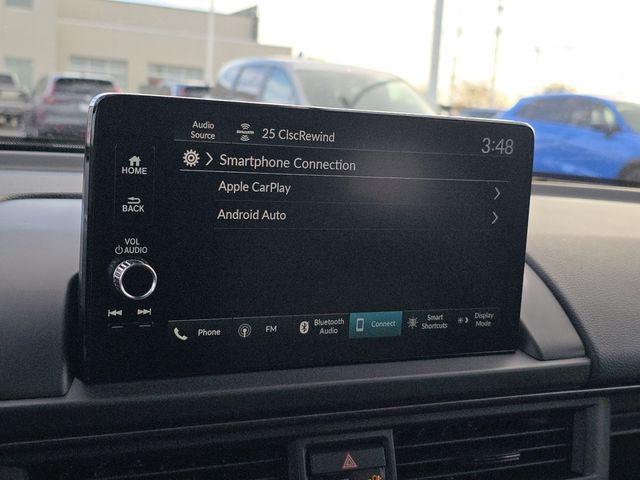 Audio
Source
25 ClscRewind
3:48
Smartphone Connection
HOME
Apple CarPlay
BACK
Android Auto
VOL
AUDIO
Phone
FM
Bluetooth
Audio
Connect
Smart
Shortcuts
Display
Mode